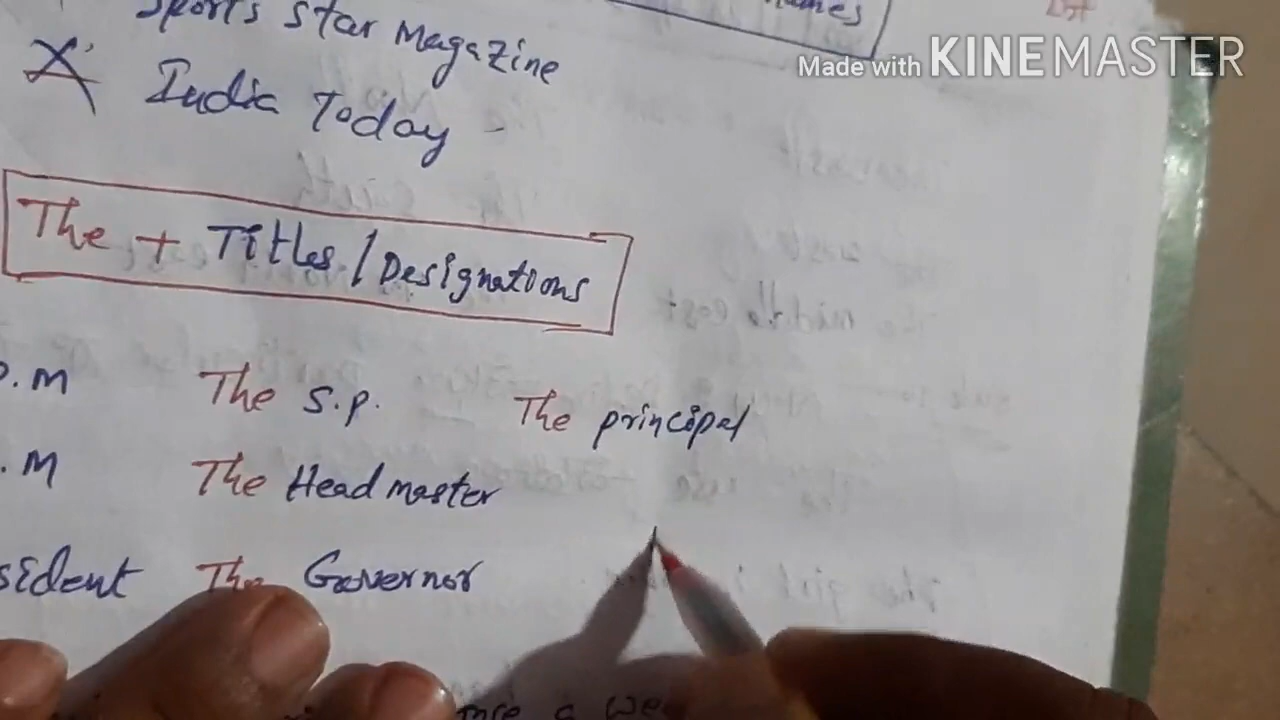 Sports Star Magazine
names
Made with KINEMASTER
X India Today
The + Titles / Designations
.M The S.P. The principal
.M The Head master
sident The Governor